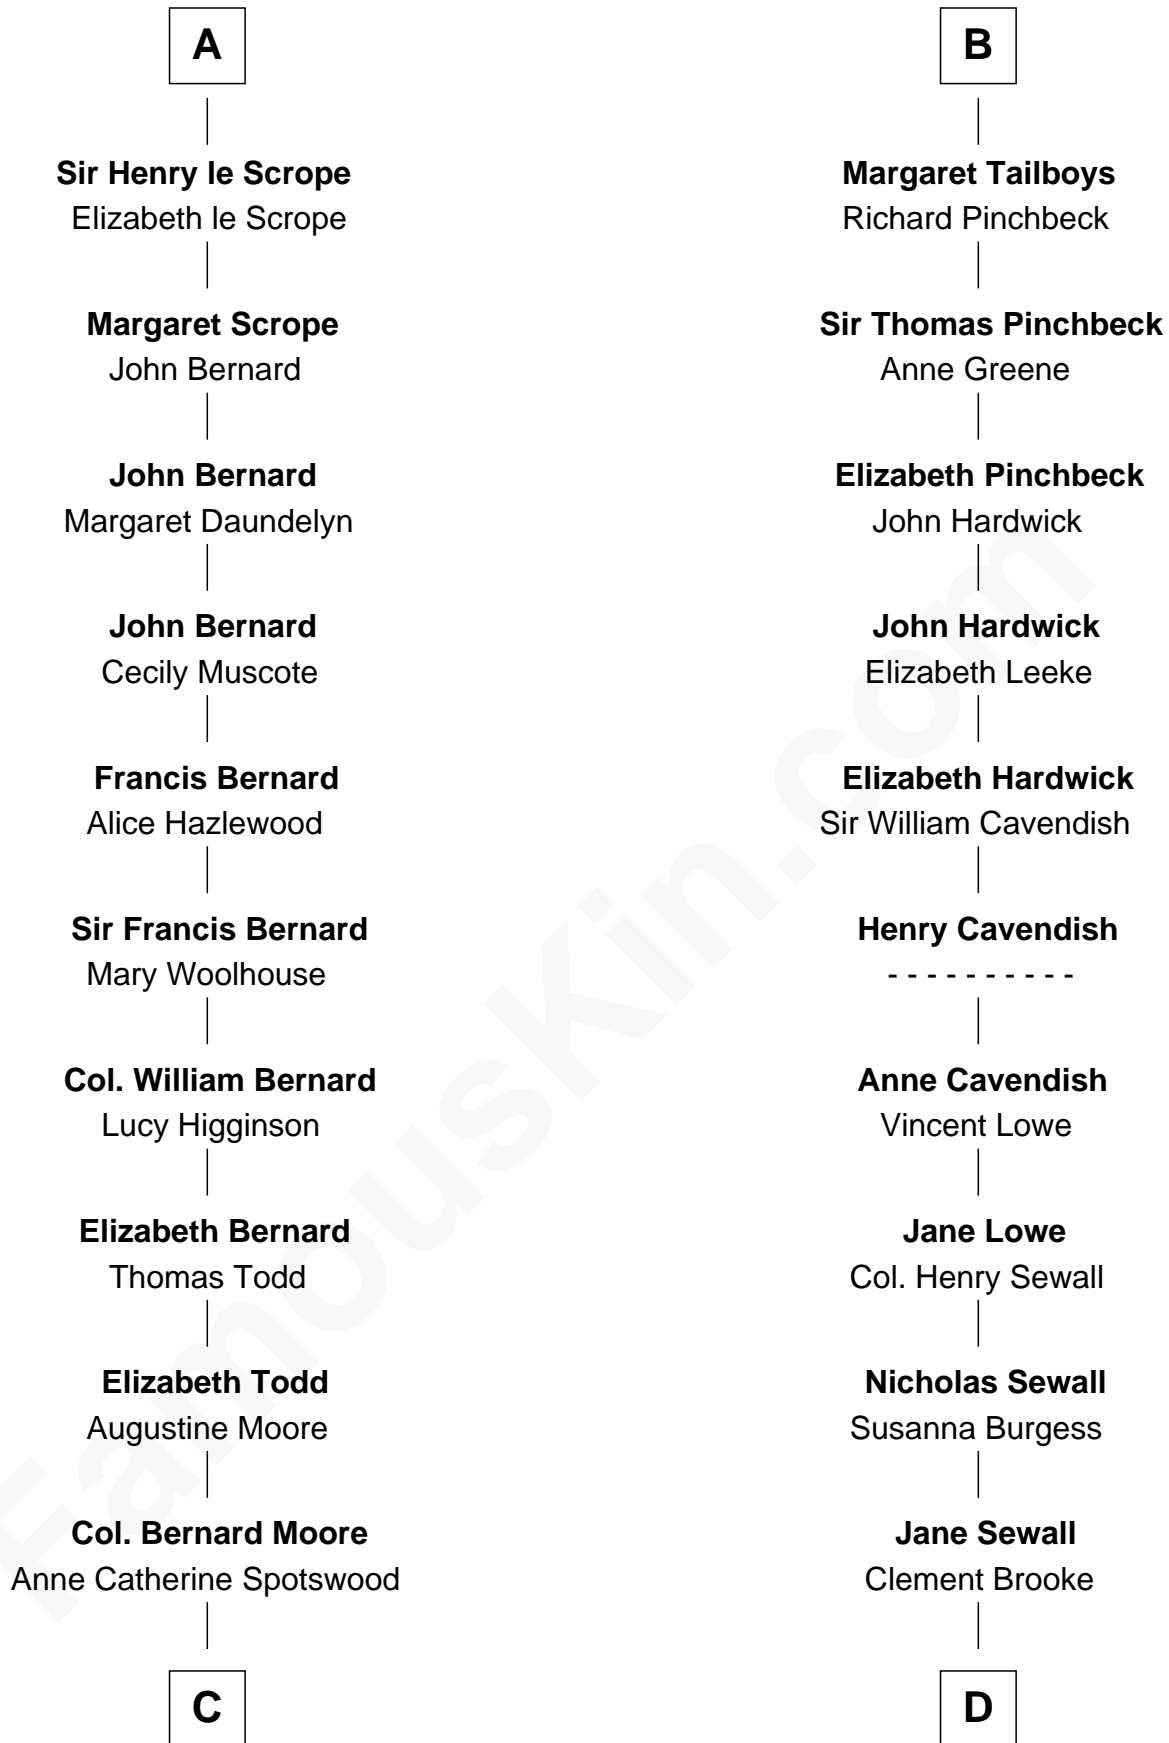 A
Sir Henry le Scrope
Elizabeth le Scrope
Margaret Scrope
John Bernard
John Bernard
Margaret Daundelyn
John Bernard
Cecily Muscote
Francis Bernard
Alice Hazlewood
Sir Francis Bernard
Mary Woolhouse
Col. William Bernard
Lucy Higginson
Elizabeth Bernard
Thomas Todd
Elizabeth Todd
Augustine Moore
Col. Bernard Moore
Anne Catherine Spotswood
C
B
Margaret Tailboys
Richard Pinchbeck
Sir Thomas Pinchbeck
Anne Greene
Elizabeth Pinchbeck
John Hardwick
John Hardwick
Elizabeth Leeke
Elizabeth Hardwick
Sir William Cavendish
Henry Cavendish
- - - - - - - - - -
Anne Cavendish
Vincent Lowe
Jane Lowe
Col. Henry Sewall
Nicholas Sewall
Susanna Burgess
Jane Sewall
Clement Brooke
D
FamousKin.com